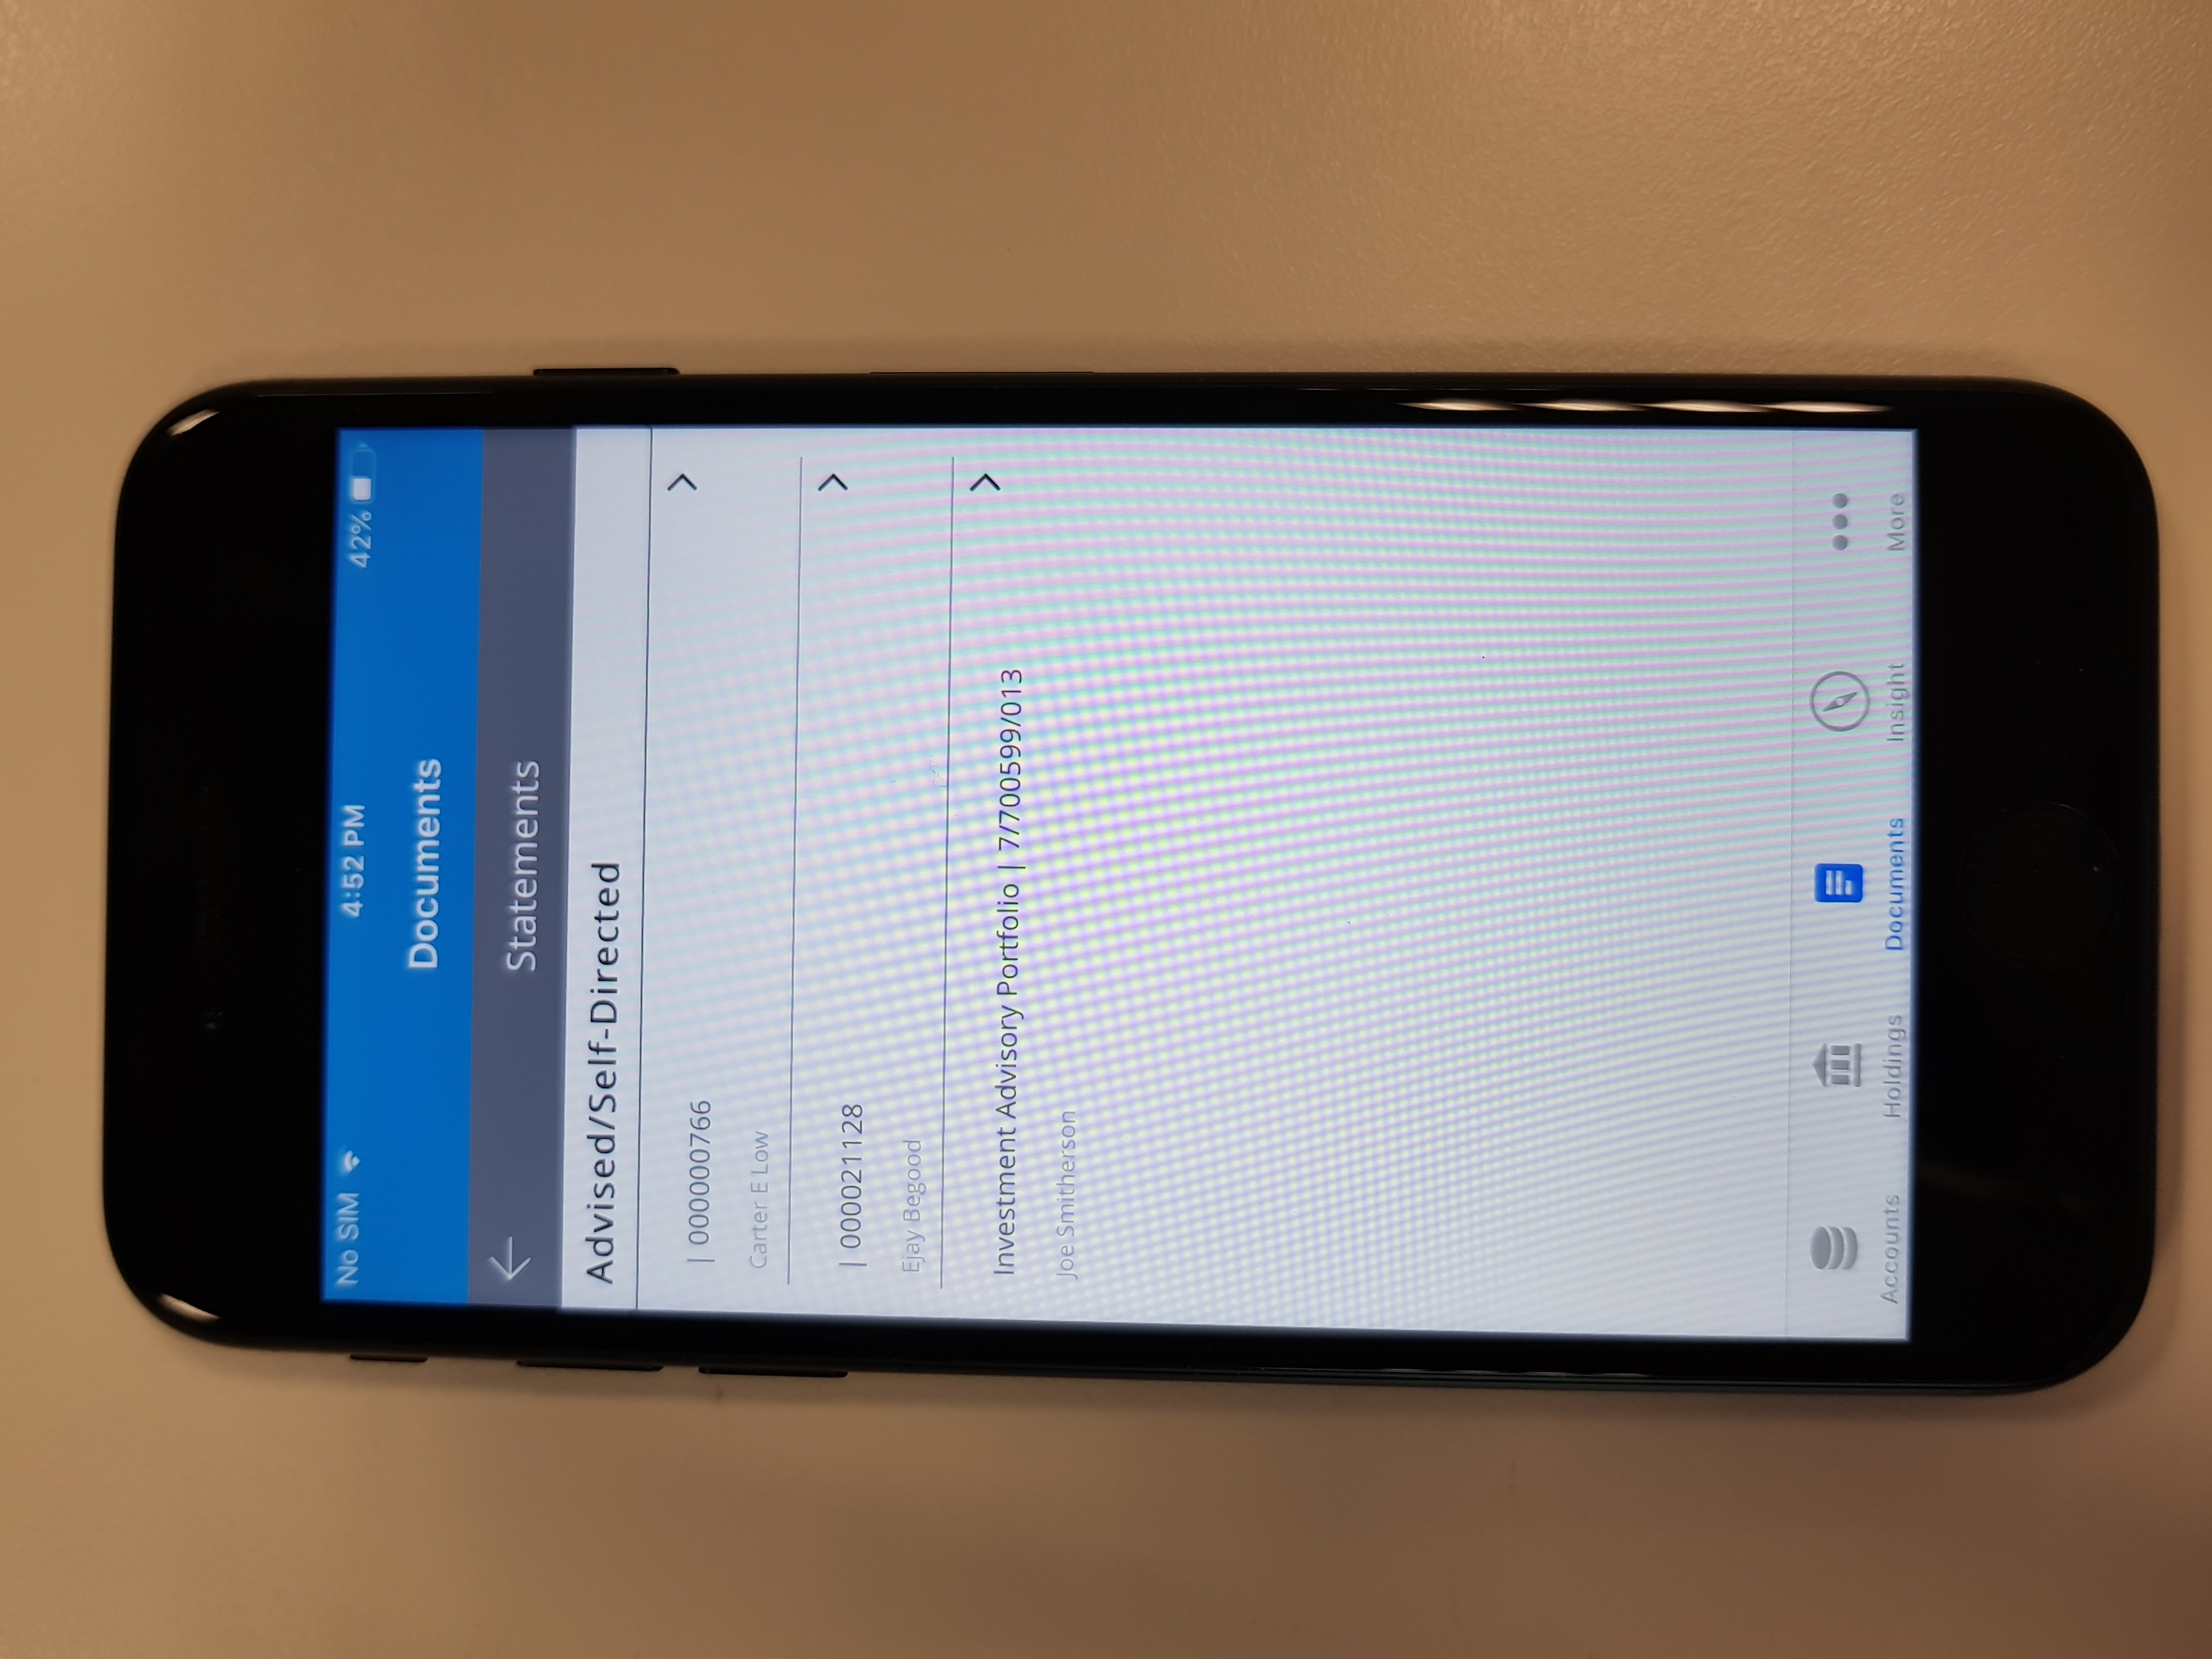 No SIM 4:52 PM 42%
Documents
Statements
Advised/Self-Directed
| 000000766
Carter E Low
| 000021128
Ejay Begood
Investment Advisory Portfolio | 7/700599/013
Joe Smitherson
Accounts Holdings Documents Insight More